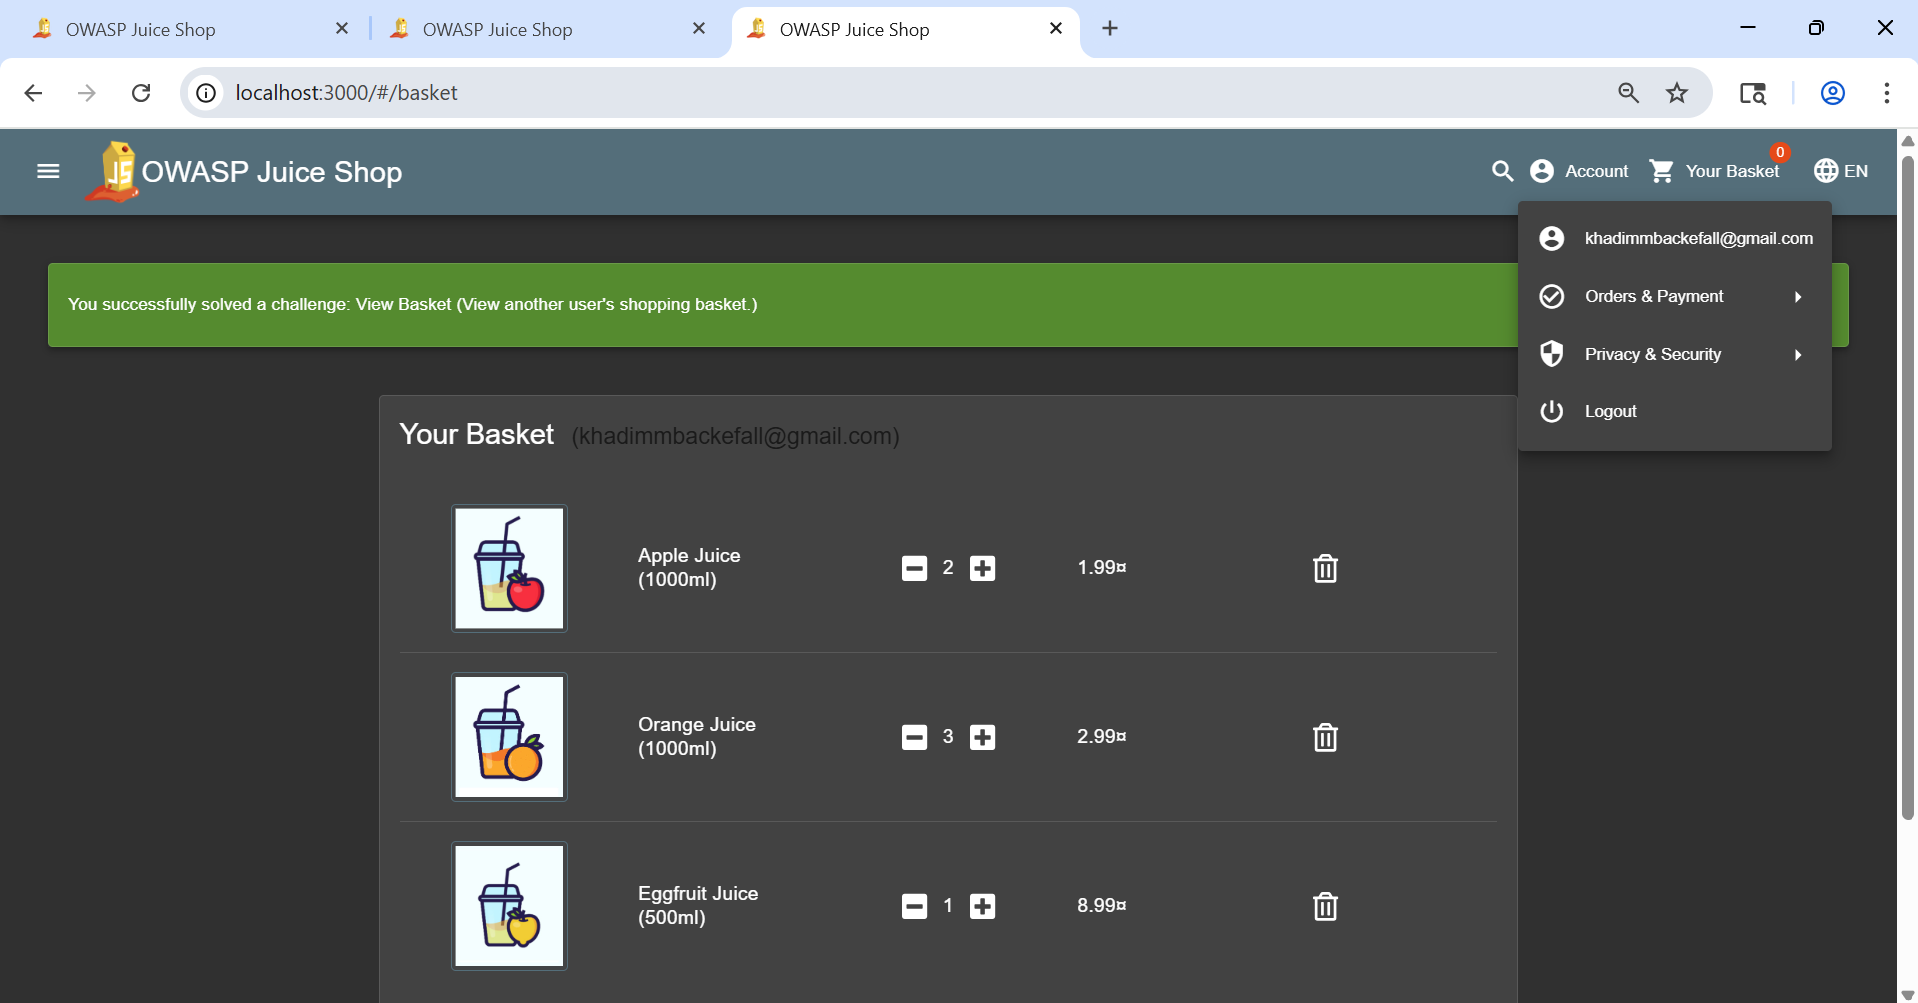 OWASP Juice Shop
OWASP Juice Shop
OWASP Juice Shop
localhost:3000/#/basket
JS OWASP Juice Shop
Account
Your Basket
0
EN
khadimmbackefall@gmail.com
Orders & Payment
Privacy & Security
Logout
You successfully solved a challenge: View Basket (View another user's shopping basket.)
Your Basket (khadimmbackefall@gmail.com)
Apple Juice
(1000ml)
2
1.99¤
Orange Juice
(1000ml)
3
2.99¤
Eggfruit Juice
(500ml)
1
8.99¤